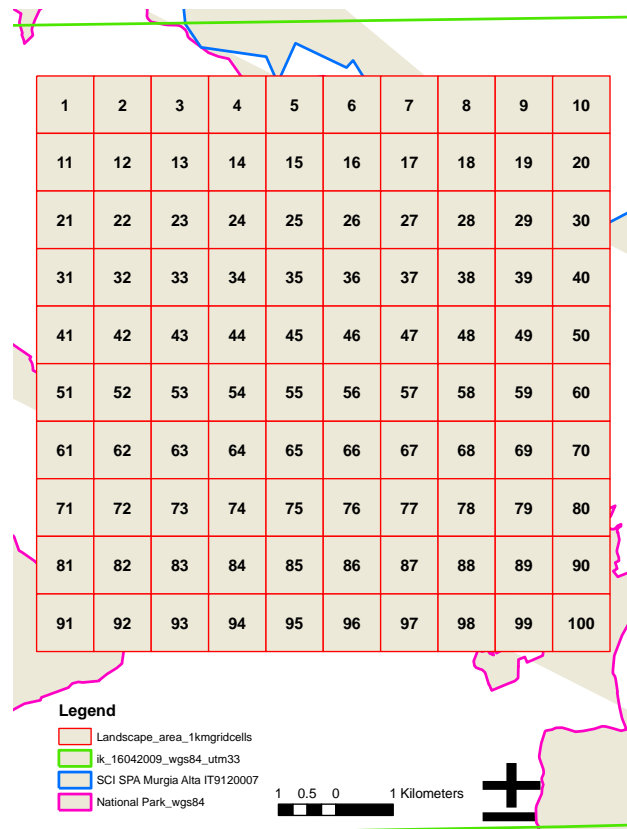 1 2 3 4 5 6 7 8 9 10
11 12 13 14 15 16 17 18 19 20
21 22 23 24 25 26 27 28 29 30
31 32 33 34 35 36 37 38 39 40
41 42 43 44 45 46 47 48 49 50
51 52 53 54 55 56 57 58 59 60
61 62 63 64 65 66 67 68 69 70
71 72 73 74 75 76 77 78 79 80
81 82 83 84 85 86 87 88 89 90
91 92 93 94 95 96 97 98 99 100
Legend
Landscape_area_1kmgridcells
ik_16042009_wgs84_utm33
SCI SPA Murgia Alta IT9120007
National Park_wgs84
1 0.5 0 1 Kilometers